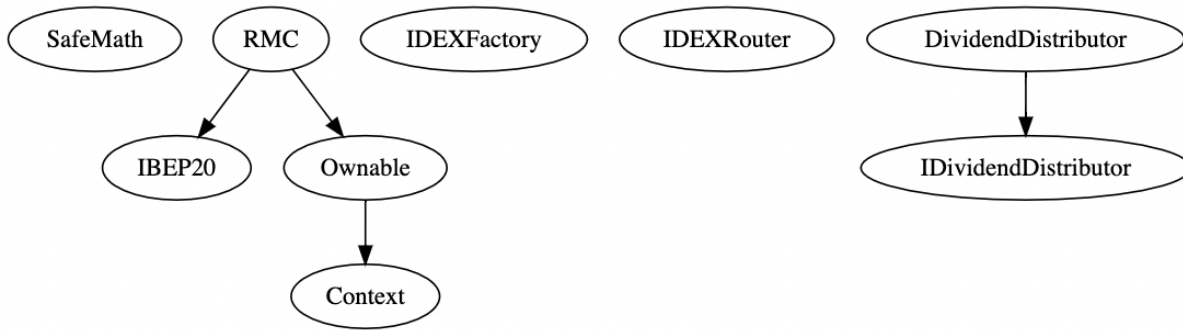 SafeMath
RMC
IDEXFactory
IDEXRouter
DividendDistributor
IBEP20
Ownable
IDividendDistributor
Context